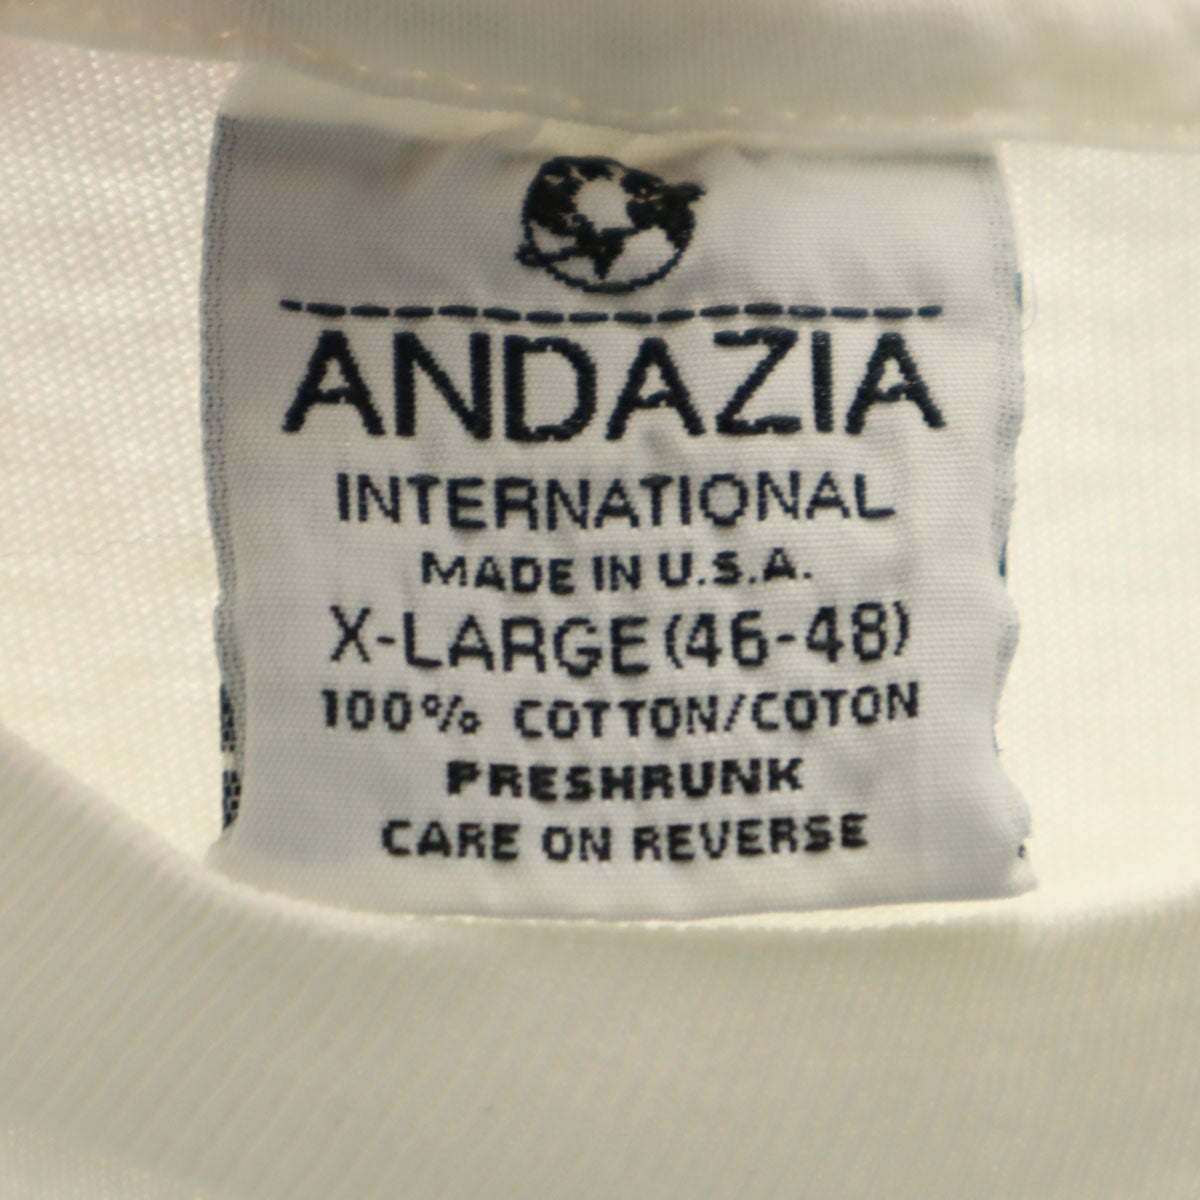 ANDAZIA
INTERNATIONAL
MADE IN U.S.A.
X-LARGE (46-48)
100% COTTON/COTON
PRESHRUNK
CARE ON REVERSE